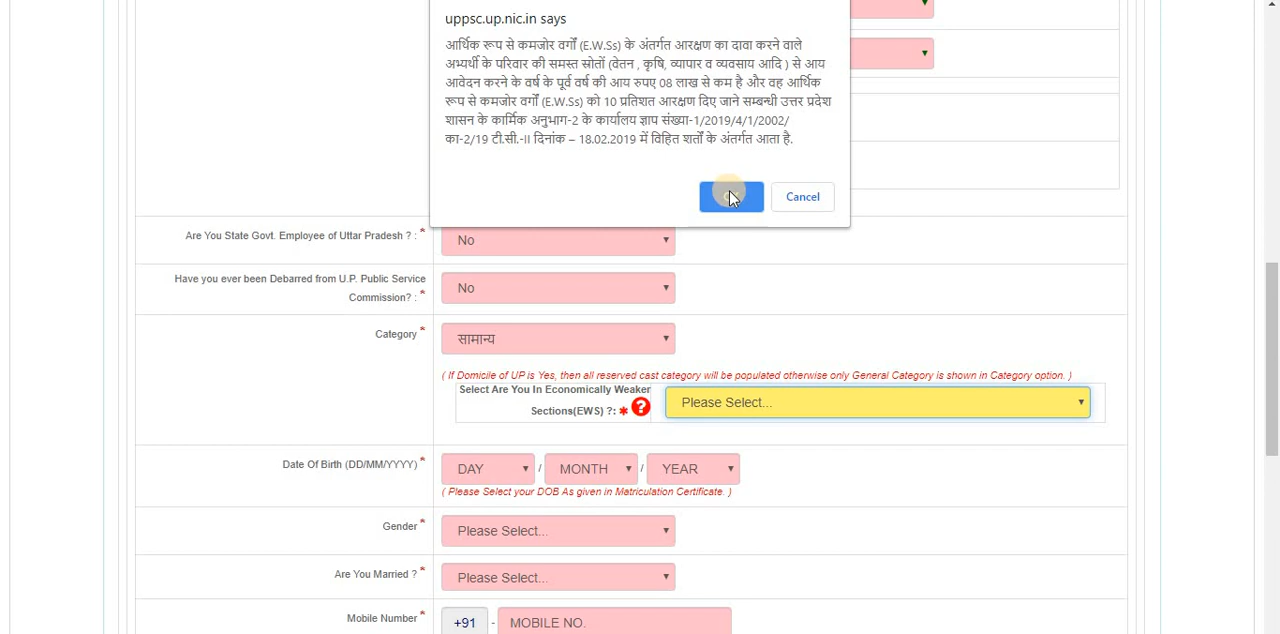 uppsc.up.nic.in says
आर्थिक रूप से कमजोर वर्गों (E.W.Ss) के अंतर्गत आरक्षण का दावा करने वाले
अभ्यर्थी के परिवार की समस्त स्रोतों (वेतन , कृषि, व्यापार व व्यवसाय आदि ) से आय
आवेदन करने के वर्ष के पूर्व वर्ष की आय रुपए 08 लाख से कम है और वह आर्थिक
रूप से कमजोर वर्गों (E.W.Ss) को 10 प्रतिशत आरक्षण दिए जाने सम्बन्धी उत्तर प्रदेश
शासन के कार्मिक अनुभाग-2 के कार्यालय ज्ञाप संख्या-1/2019/4/1/2002/
का-2/19 टी.सी.-II दिनांक – 18.02.2019 में विहित शर्तों के अंतर्गत आता है.
Cancel
Are You State Govt. Employee of Uttar Pradesh ? : * No
Have you ever been Debarred from U.P. Public Service
Commission? : * No
Category * सामान्य
( If Domicile of UP is Yes, then all reserved cast category will be populated otherwise only General Category is shown in Category option. )
Select Are You In Economically Weaker
Sections(EWS) ?: * ? Please Select...
Date Of Birth (DD/MM/YYYY) * DAY / MONTH / YEAR
( Please Select your DOB As given in Matriculation Certificate. )
Gender * Please Select...
Are You Married ? * Please Select...
Mobile Number * +91 - MOBILE NO.